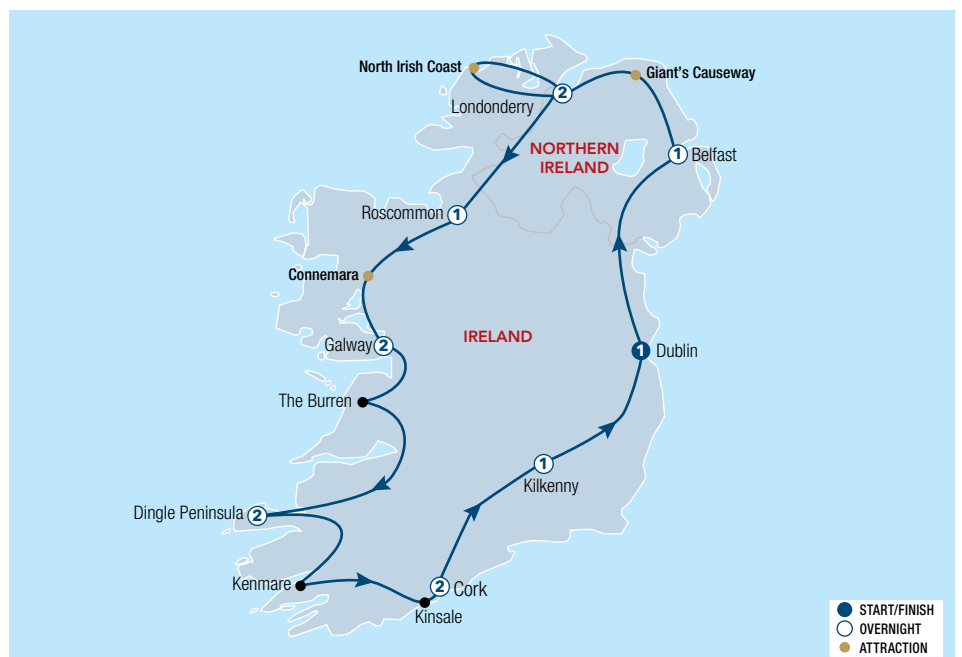 North Irish Coast
Giant's Causeway
2
Londonderry
NORTHERN
IRELAND
1
Belfast
Roscommon
1
Connemara
IRELAND
Galway
2
1
Dublin
The Burren
1
Kilkenny
Dingle Peninsula
2
Kenmare
2
Cork
Kinsale
START/FINISH
OVERNIGHT
ATTRACTION